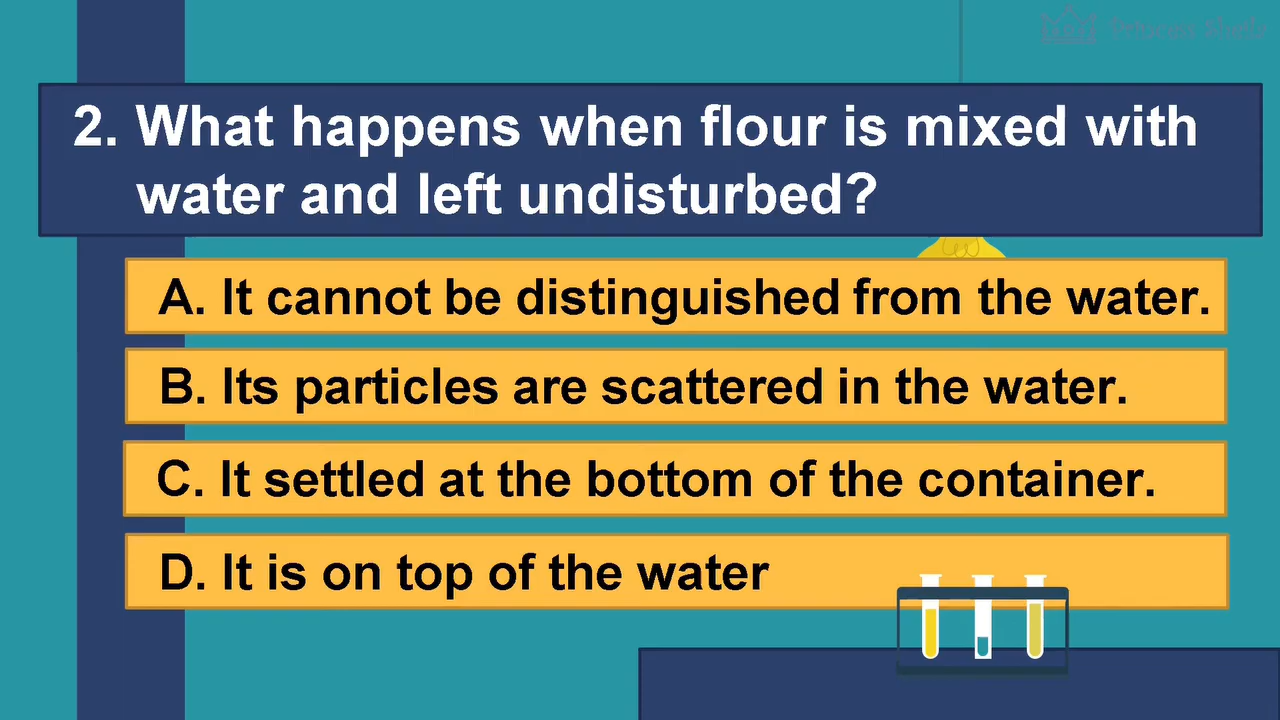 2. What happens when flour is mixed with
water and left undisturbed?
A. It cannot be distinguished from the water.
B. Its particles are scattered in the water.
C. It settled at the bottom of the container.
D. It is on top of the water